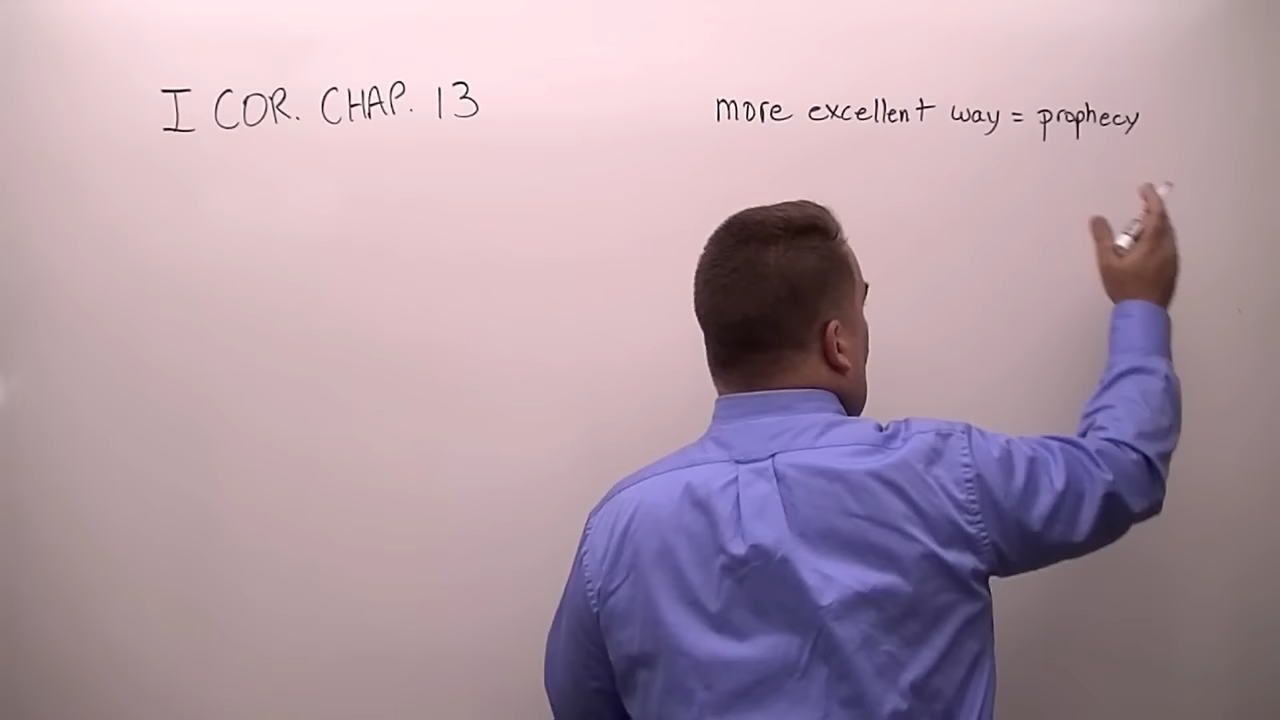 I COR. CHAP. 13
more excellent way = prophecy